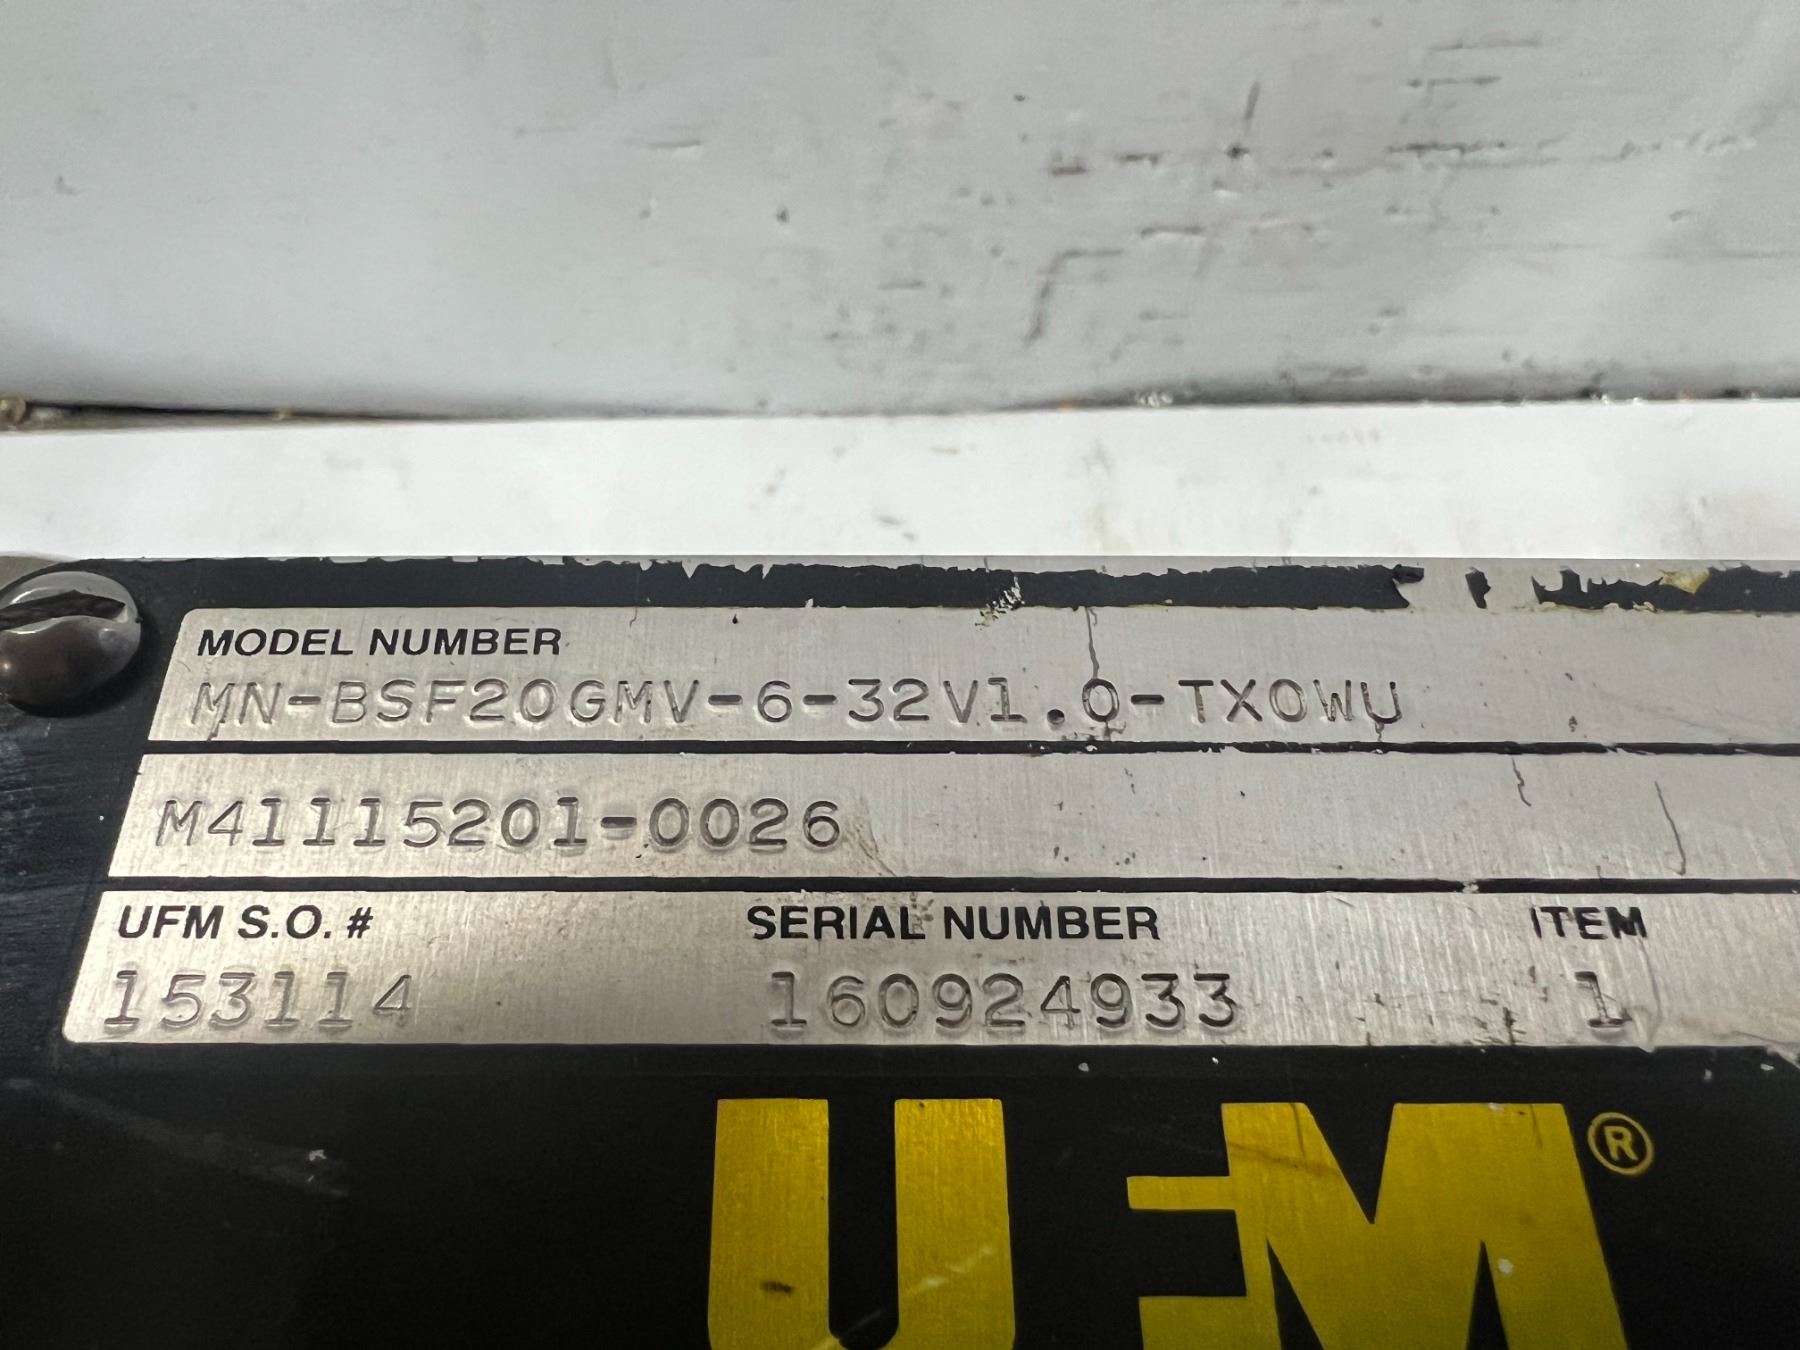 MODEL NUMBER
MN-BSF20GMV-6-32V1.0-TX0WU
M41115201-0026
UFM S.O. # SERIAL NUMBER ITEM
153114 160924933 1
UFM®